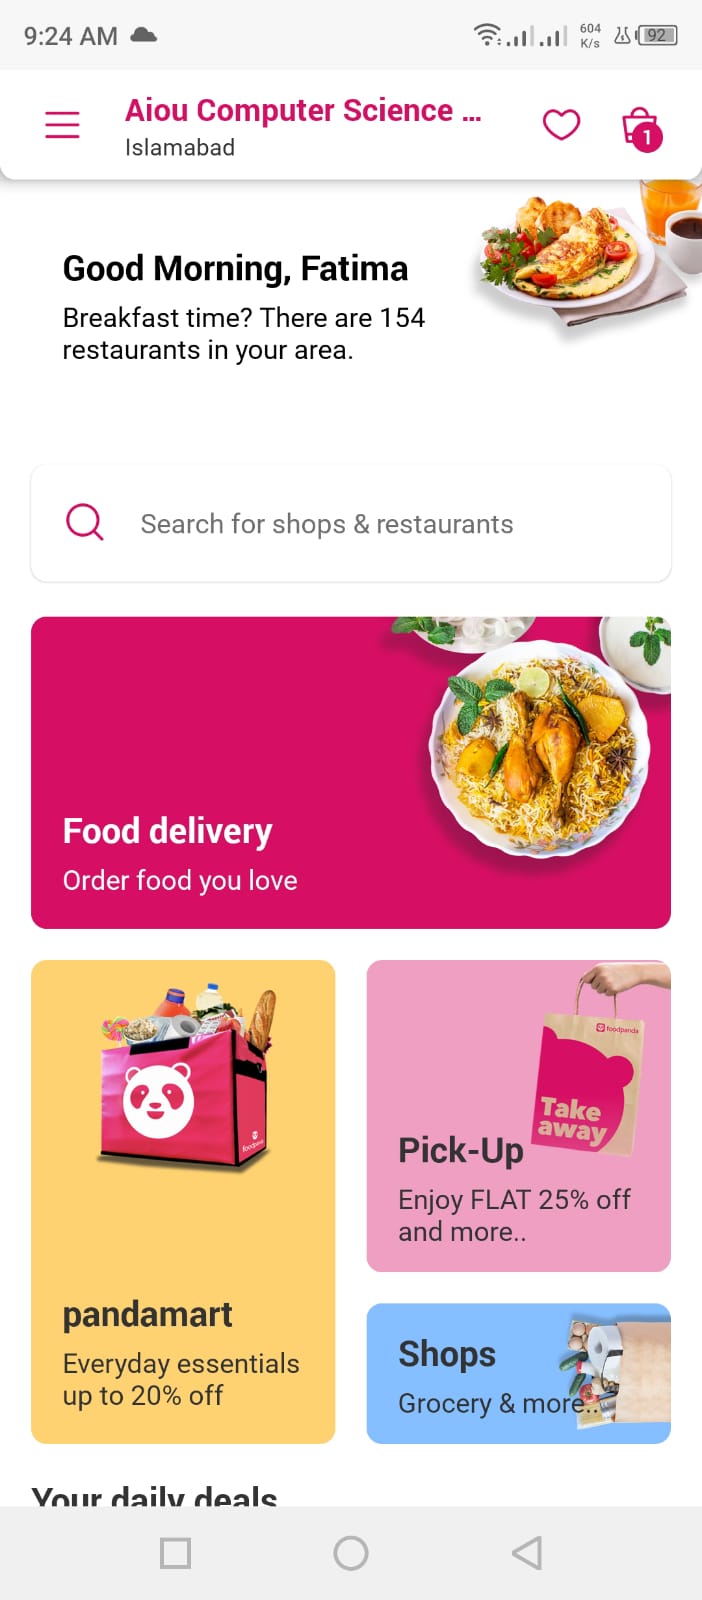 9:24 AM
604
K/s
92
Aiou Computer Science ...
Islamabad
1
Good Morning, Fatima
Breakfast time? There are 154
restaurants in your area.
Search for shops & restaurants
Food delivery
Order food you love
foodpanda
pandamart
Everyday essentials
up to 20% off
foodpanda
Take
away
Pick-Up
Enjoy FLAT 25% off
and more..
Shops
Grocery & more..
Your daily deals